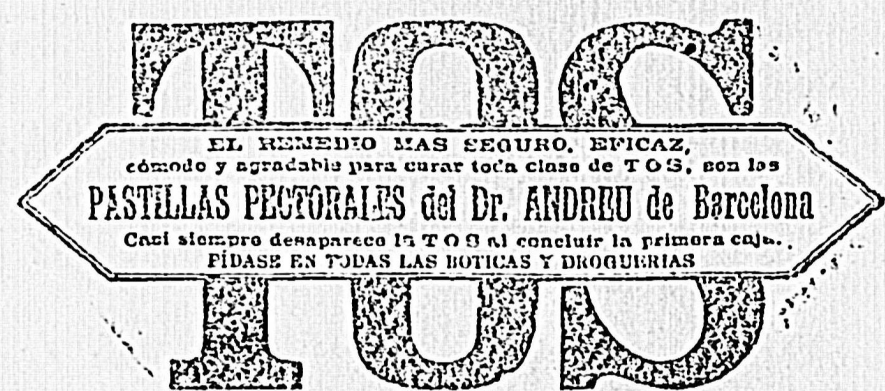 TOS
EL REMEDIO MAS SEGURO, EFICAZ,
cómodo y agradable para curar toda clase de TOS, son las
PASTILLAS PECTORALES del Dr. ANDREU de Barcelona
Casi siempre desaparece la TOS al concluir la primera caja.
PÍDASE EN TODAS LAS BOTICAS Y DROGUERIAS